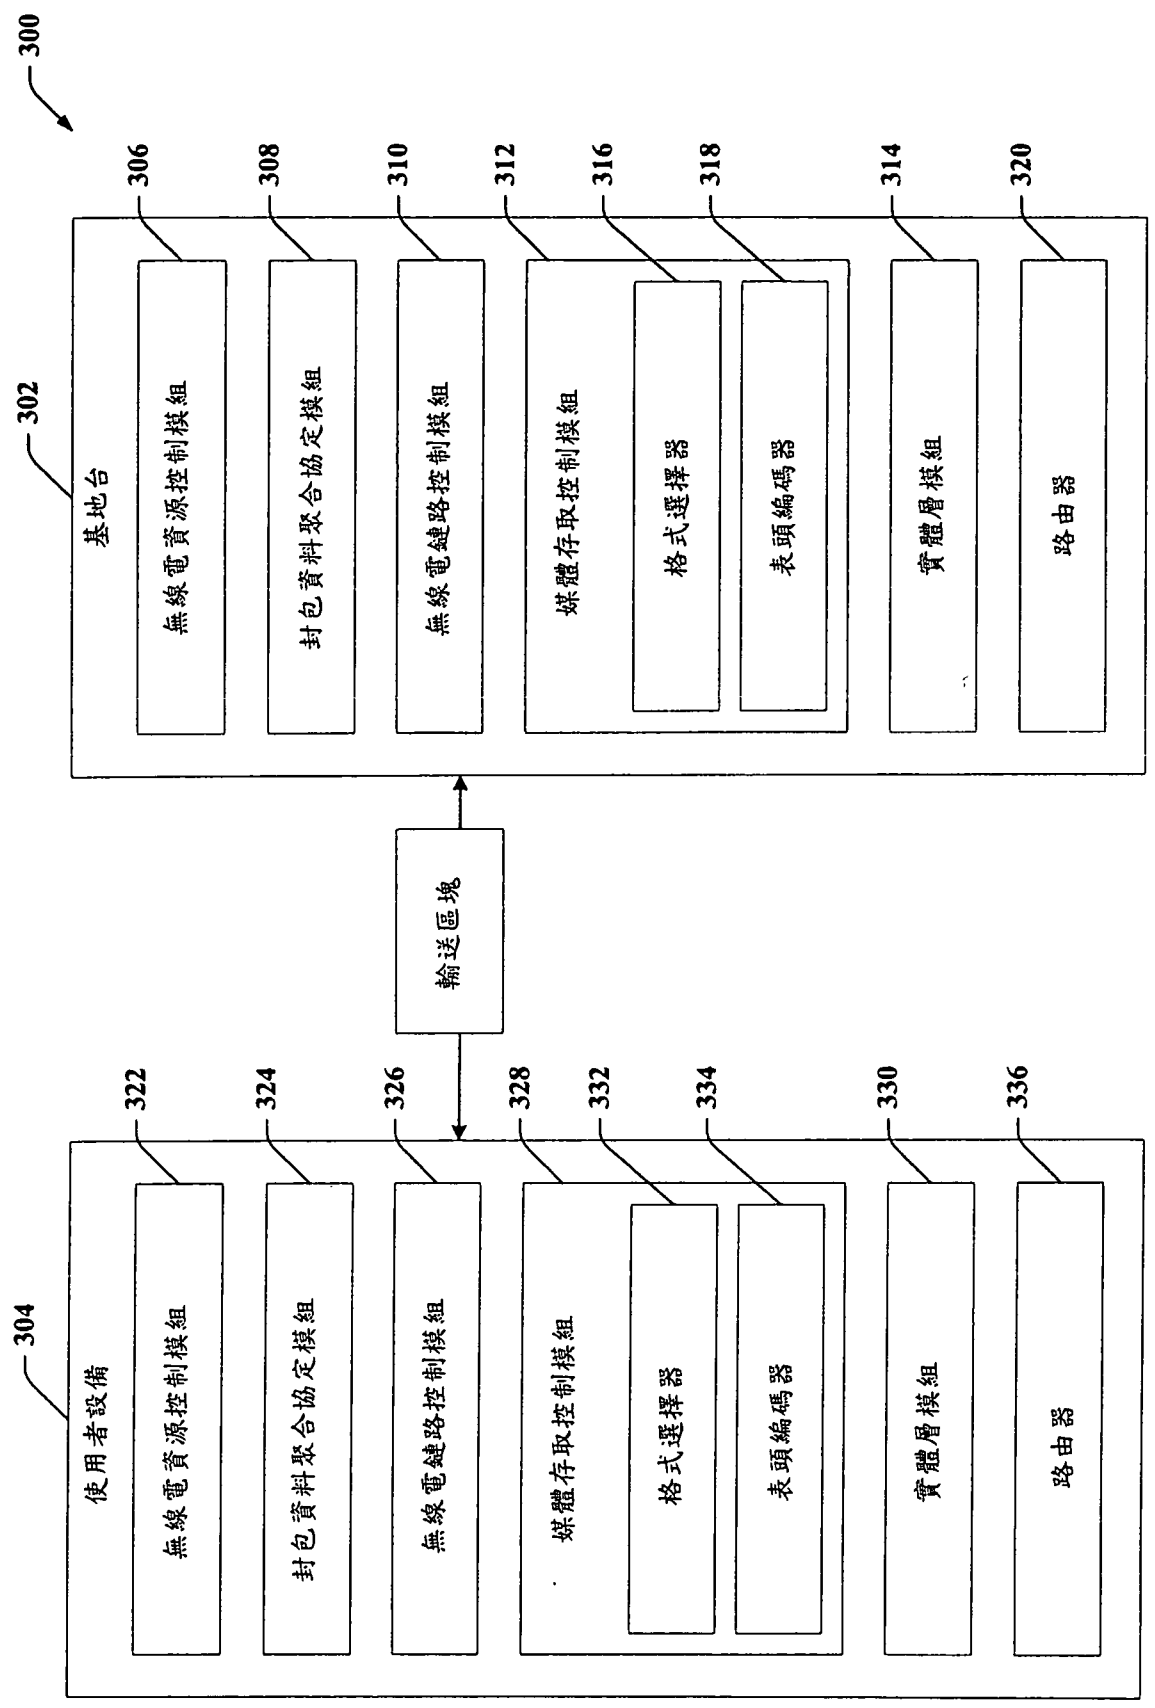 300
304
使用者設備
322
無線電資源控制模組
324
封包資料聚合協定模組
326
無線電鏈路控制模組
328
媒體存取控制模組
332
格式選擇器
334
表頭編碼器
330
實體層模組
336
路由器
輸送區塊
302
基地台
306
無線電資源控制模組
308
封包資料聚合協定模組
310
無線電鏈路控制模組
312
媒體存取控制模組
316
格式選擇器
318
表頭編碼器
314
實體層模組
320
路由器